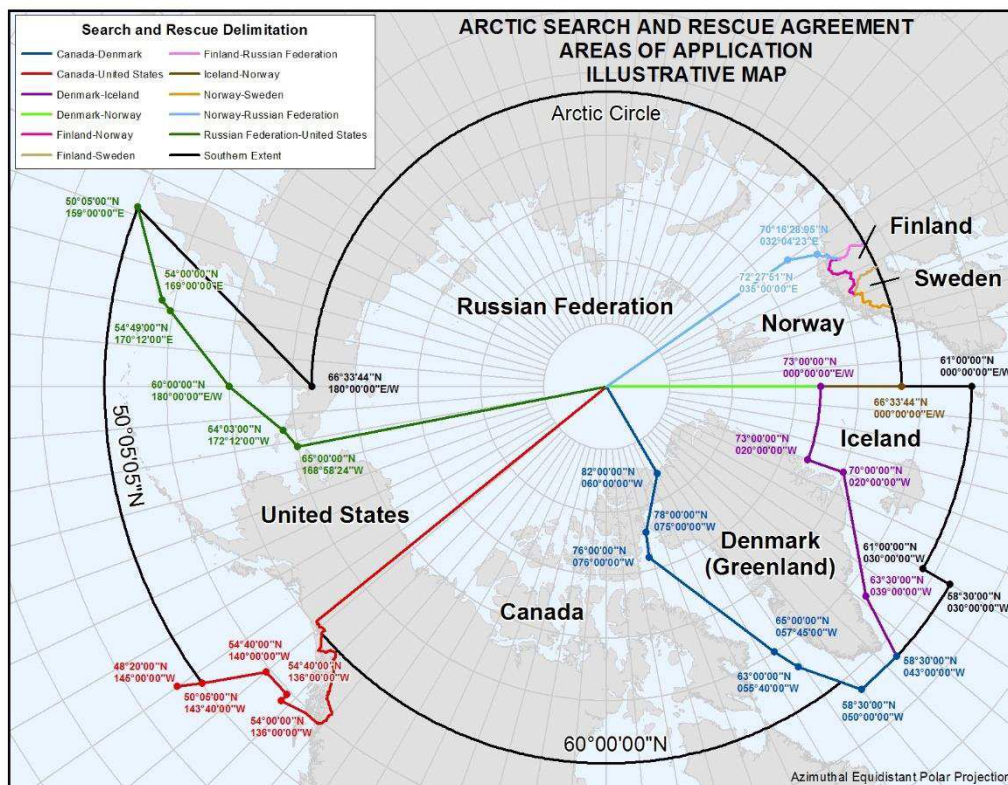 ARCTIC SEARCH AND RESCUE AGREEMENT
AREAS OF APPLICATION
ILLUSTRATIVE MAP
Search and Rescue Delimitation
Canada-Denmark
Canada-United States
Denmark-Iceland
Denmark-Norway
Finland-Norway
Finland-Sweden
Finland-Russian Federation
Iceland-Norway
Norway-Sweden
Norway-Russian Federation
Russian Federation-United States
Southern Extent
Arctic Circle
50°05'00"N
159°00'00"E
54°00'00"N
169°00'00"E
54°49'00"N
170°12'00"E
60°00'00"N
180°00'00"E/W
64°03'00"N
172°12'00"W
65°00'00"N
168°58'24"W
66°33'44"N
180°00'00"E/W
50°05'05"N
Russian Federation
70°16'28.95"N
032°04'23"E
72°27'51"N
035°00'00"E
Finland
Sweden
Norway
73°00'00"N
000°00'00"E/W
61°00'00"N
000°00'00"E/W
66°33'44"N
000°00'00"E/W
Iceland
73°00'00"N
020°00'00"W
70°00'00"N
020°00'00"W
82°00'00"N
060°00'00"W
78°00'00"N
075°00'00"W
76°00'00"N
076°00'00"W
United States
Denmark
(Greenland)
61°00'00"N
030°00'00"W
63°30'00"N
039°00'00"W
58°30'00"N
030°00'00"W
Canada
65°00'00"N
057°45'00"W
63°00'00"N
055°40'00"W
58°30'00"N
043°00'00"W
58°30'00"N
050°00'00"W
48°20'00"N
145°00'00"W
50°05'00"N
143°40'00"W
54°40'00"N
140°00'00"W
54°40'00"N
136°00'00"W
54°00'00"N
136°00'00"W
60°00'00"N
Azimuthal Equidistant Polar Projection